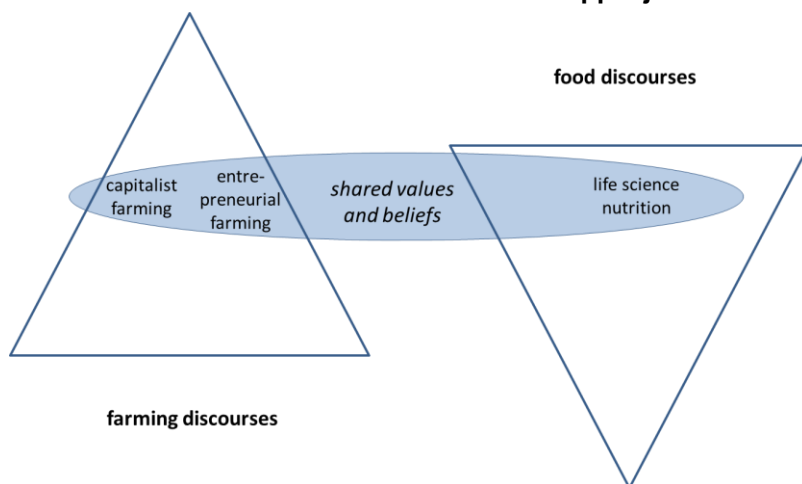 food discourses
capitalist
farming
entre-
preneurial
farming
shared values
and beliefs
life science
nutrition
farming discourses